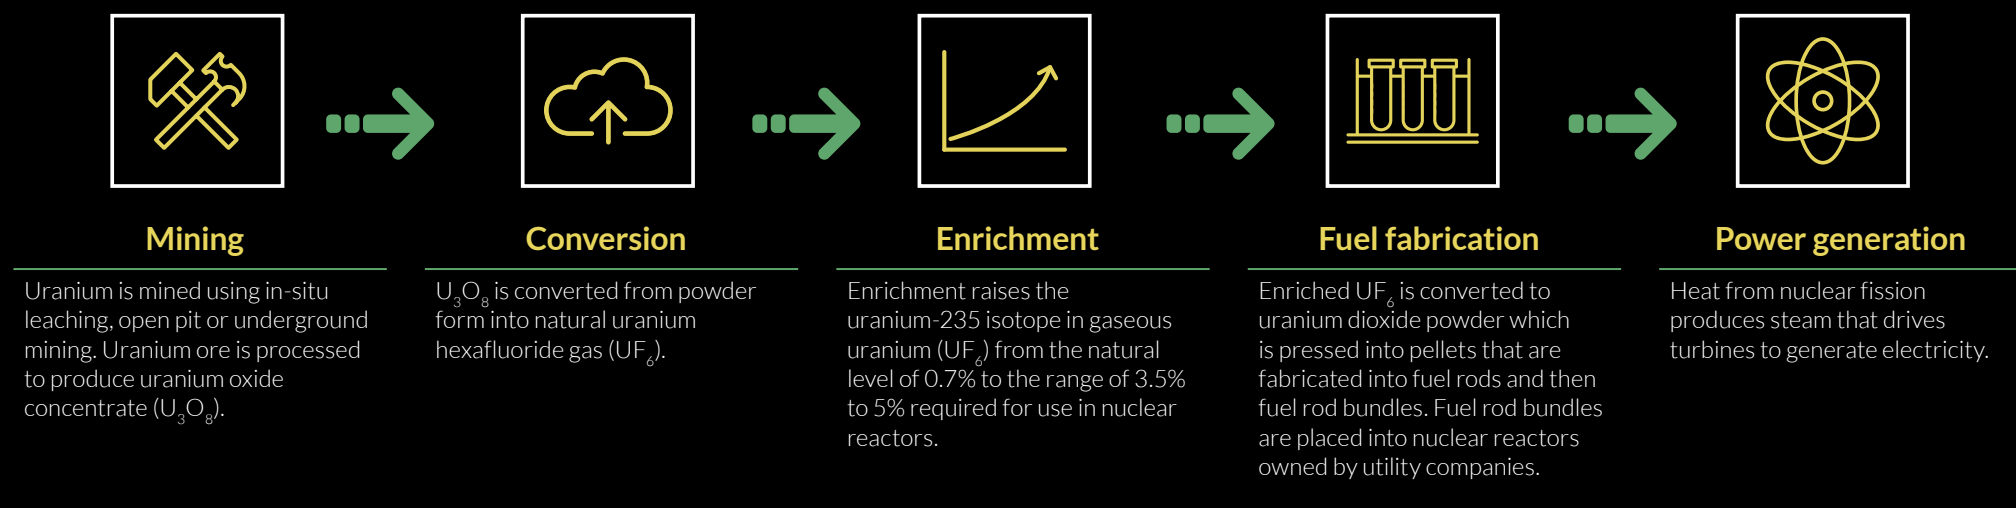 Mining
Uranium is mined using in-situ
leaching, open pit or underground
mining. Uranium ore is processed
to produce uranium oxide
concentrate (U₃O₈).
Conversion
U₃O₈ is converted from powder
form into natural uranium
hexafluoride gas (UF₆).
Enrichment
Enrichment raises the
uranium-235 isotope in gaseous
uranium (UF₆) from the natural
level of 0.7% to the range of 3.5%
to 5% required for use in nuclear
reactors.
Fuel fabrication
Enriched UF₆ is converted to
uranium dioxide powder which
is pressed into pellets that are
fabricated into fuel rods and then
fuel rod bundles. Fuel rod bundles
are placed into nuclear reactors
owned by utility companies.
Power generation
Heat from nuclear fission
produces steam that drives
turbines to generate electricity.